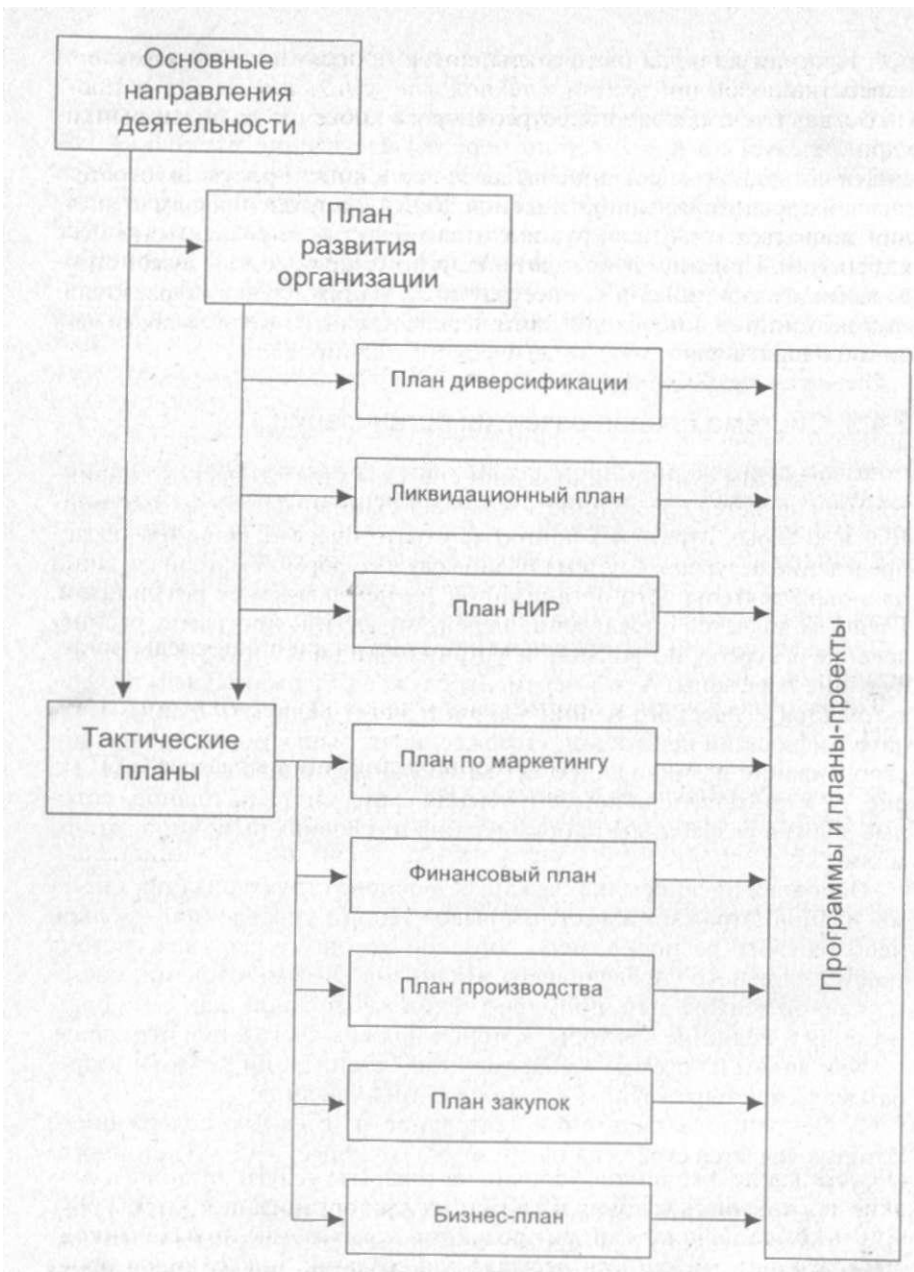 Основные
направления
деятельности
План
развития
организации
План диверсификации
Ликвидационный план
План НИР
Тактические
планы
План по маркетингу
Финансовый план
План производства
План закупок
Бизнес-план
Программы и планы-проекты